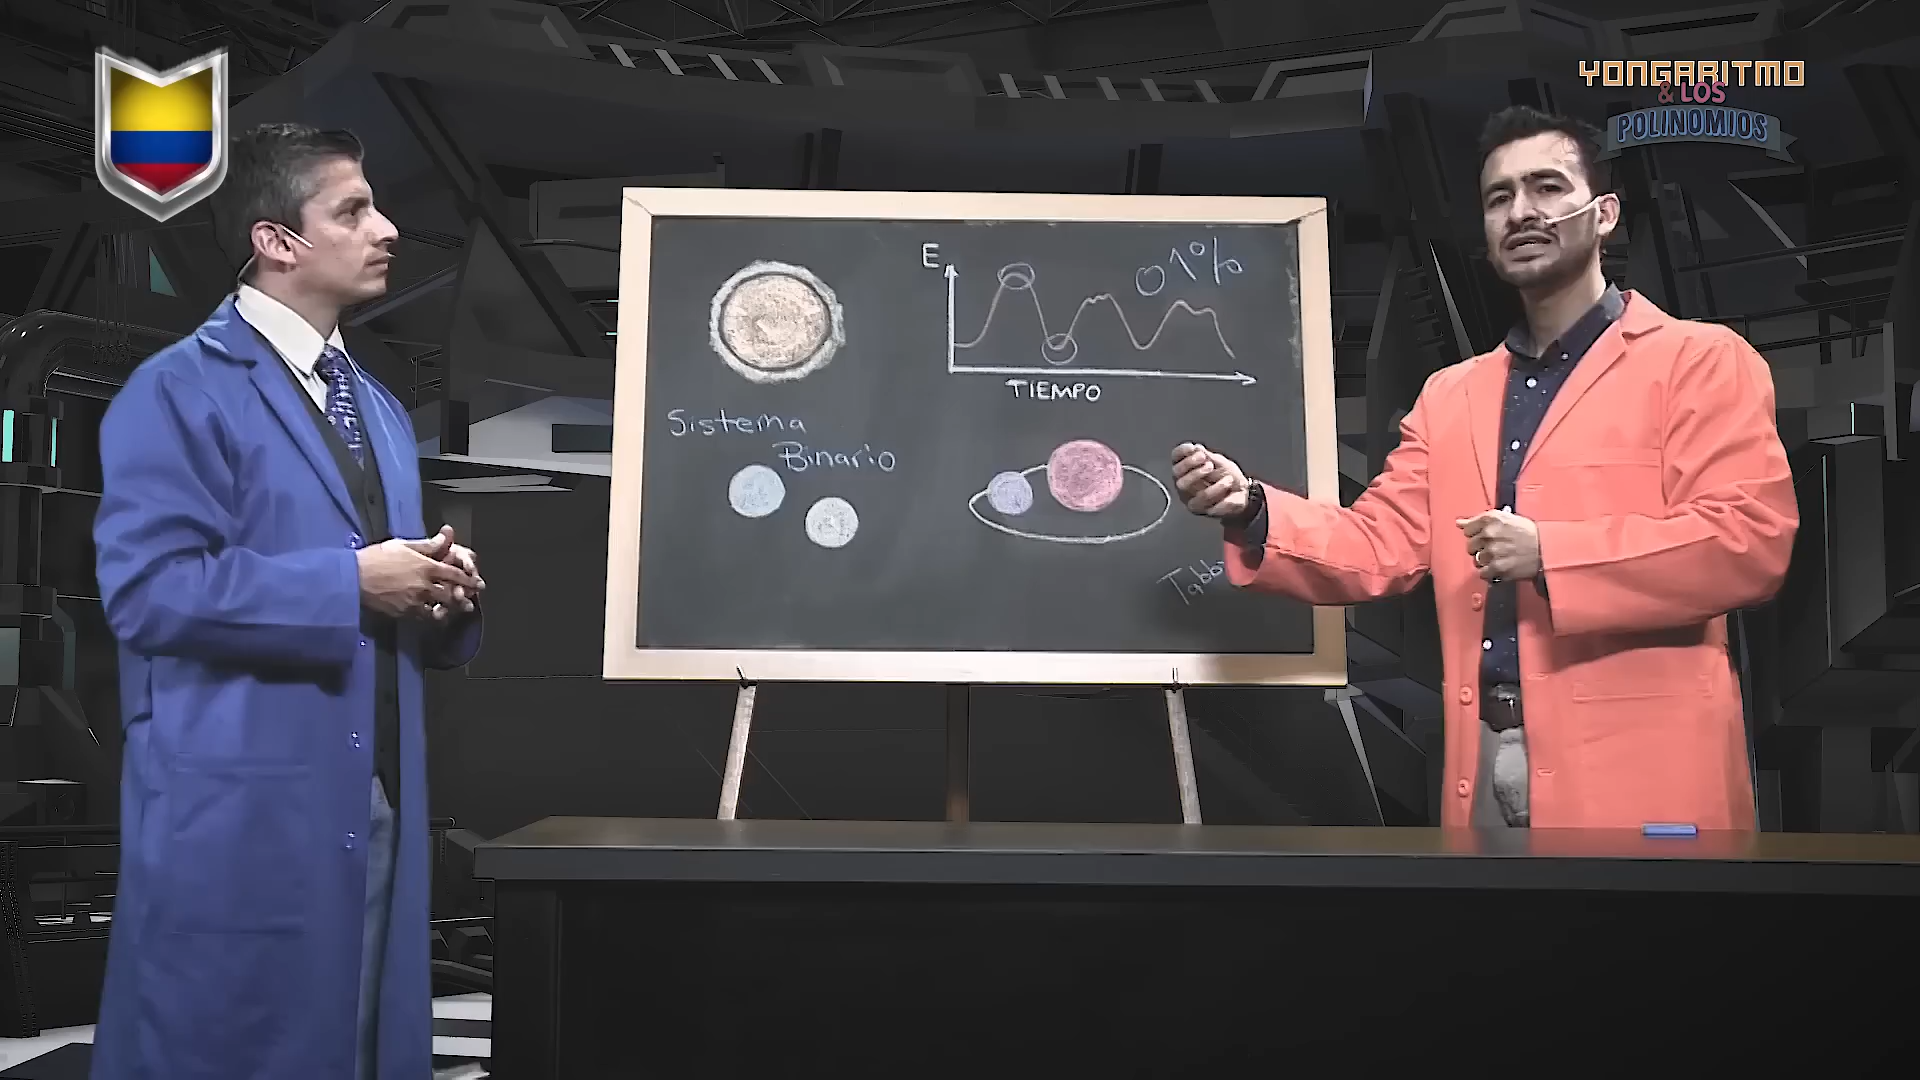 YONGARITMO
& LOS
POLINOMIOS
E
01%
TIEMPO
Sistema
Binario